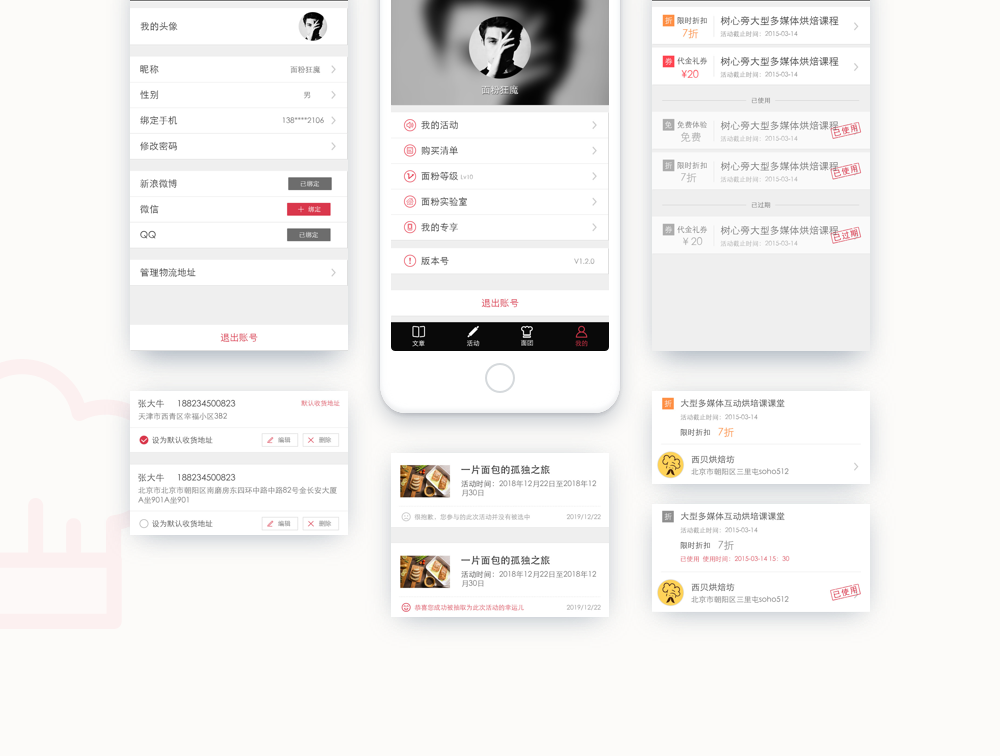 我的头像
昵称 面粉狂魔
性别 男
绑定手机 138****2106
修改密码
新浪微博 已绑定
微信 + 绑定
QQ 已绑定
管理物流地址
退出账号
张大牛 188234500823 默认收货地址
天津市西青区幸福小区3B2
设为默认收货地址 编辑 删除
张大牛 188234500823
北京市北京市朝阳区南磨房东四环中路中路82号金长安大厦
A坐901A坐901
设为默认收货地址 编辑 删除
面粉狂魔
我的活动
购买清单
面粉等级 Lv10
面粉实验室
我的专享
版本号 V1.2.0
退出账号
文章 活动 面团 我的
一片面包的孤独之旅
活动时间：2018年12月22日至2018年12
月30日
很抱歉，您参与的此次活动并没有被选中 2019/12/22
一片面包的孤独之旅
活动时间：2018年12月22日至2018年12
月30日
恭喜您成功被抽取为此次活动的幸运儿 2019/12/22
折 限时折扣 树心旁大型多媒体烘焙课程
7折 活动截止时间：2015-03-14
券 代金礼券 树心旁大型多媒体烘焙课程
¥20 活动截止时间：2015-03-14
已使用
免 免费体验 树心旁大型多媒体烘焙课程
免费 活动截止时间：2015-03-14 已使用
折 限时折扣 树心旁大型多媒体烘焙课程
7折 活动截止时间：2015-03-14 已使用
已过期
券 代金礼券 树心旁大型多媒体烘焙课程
¥20 活动截止时间：2015-03-14 已过期
折 大型多媒体互动烘焙课课堂
活动截止时间：2015-03-14
限时折扣 7折
西贝烘焙坊
北京市朝阳区三里屯soho512
折 大型多媒体互动烘焙课课堂
活动截止时间：2015-03-14
限时折扣 7折
已使用 使用时间：2015-03-14 15：30
西贝烘焙坊
北京市朝阳区三里屯soho512 已使用